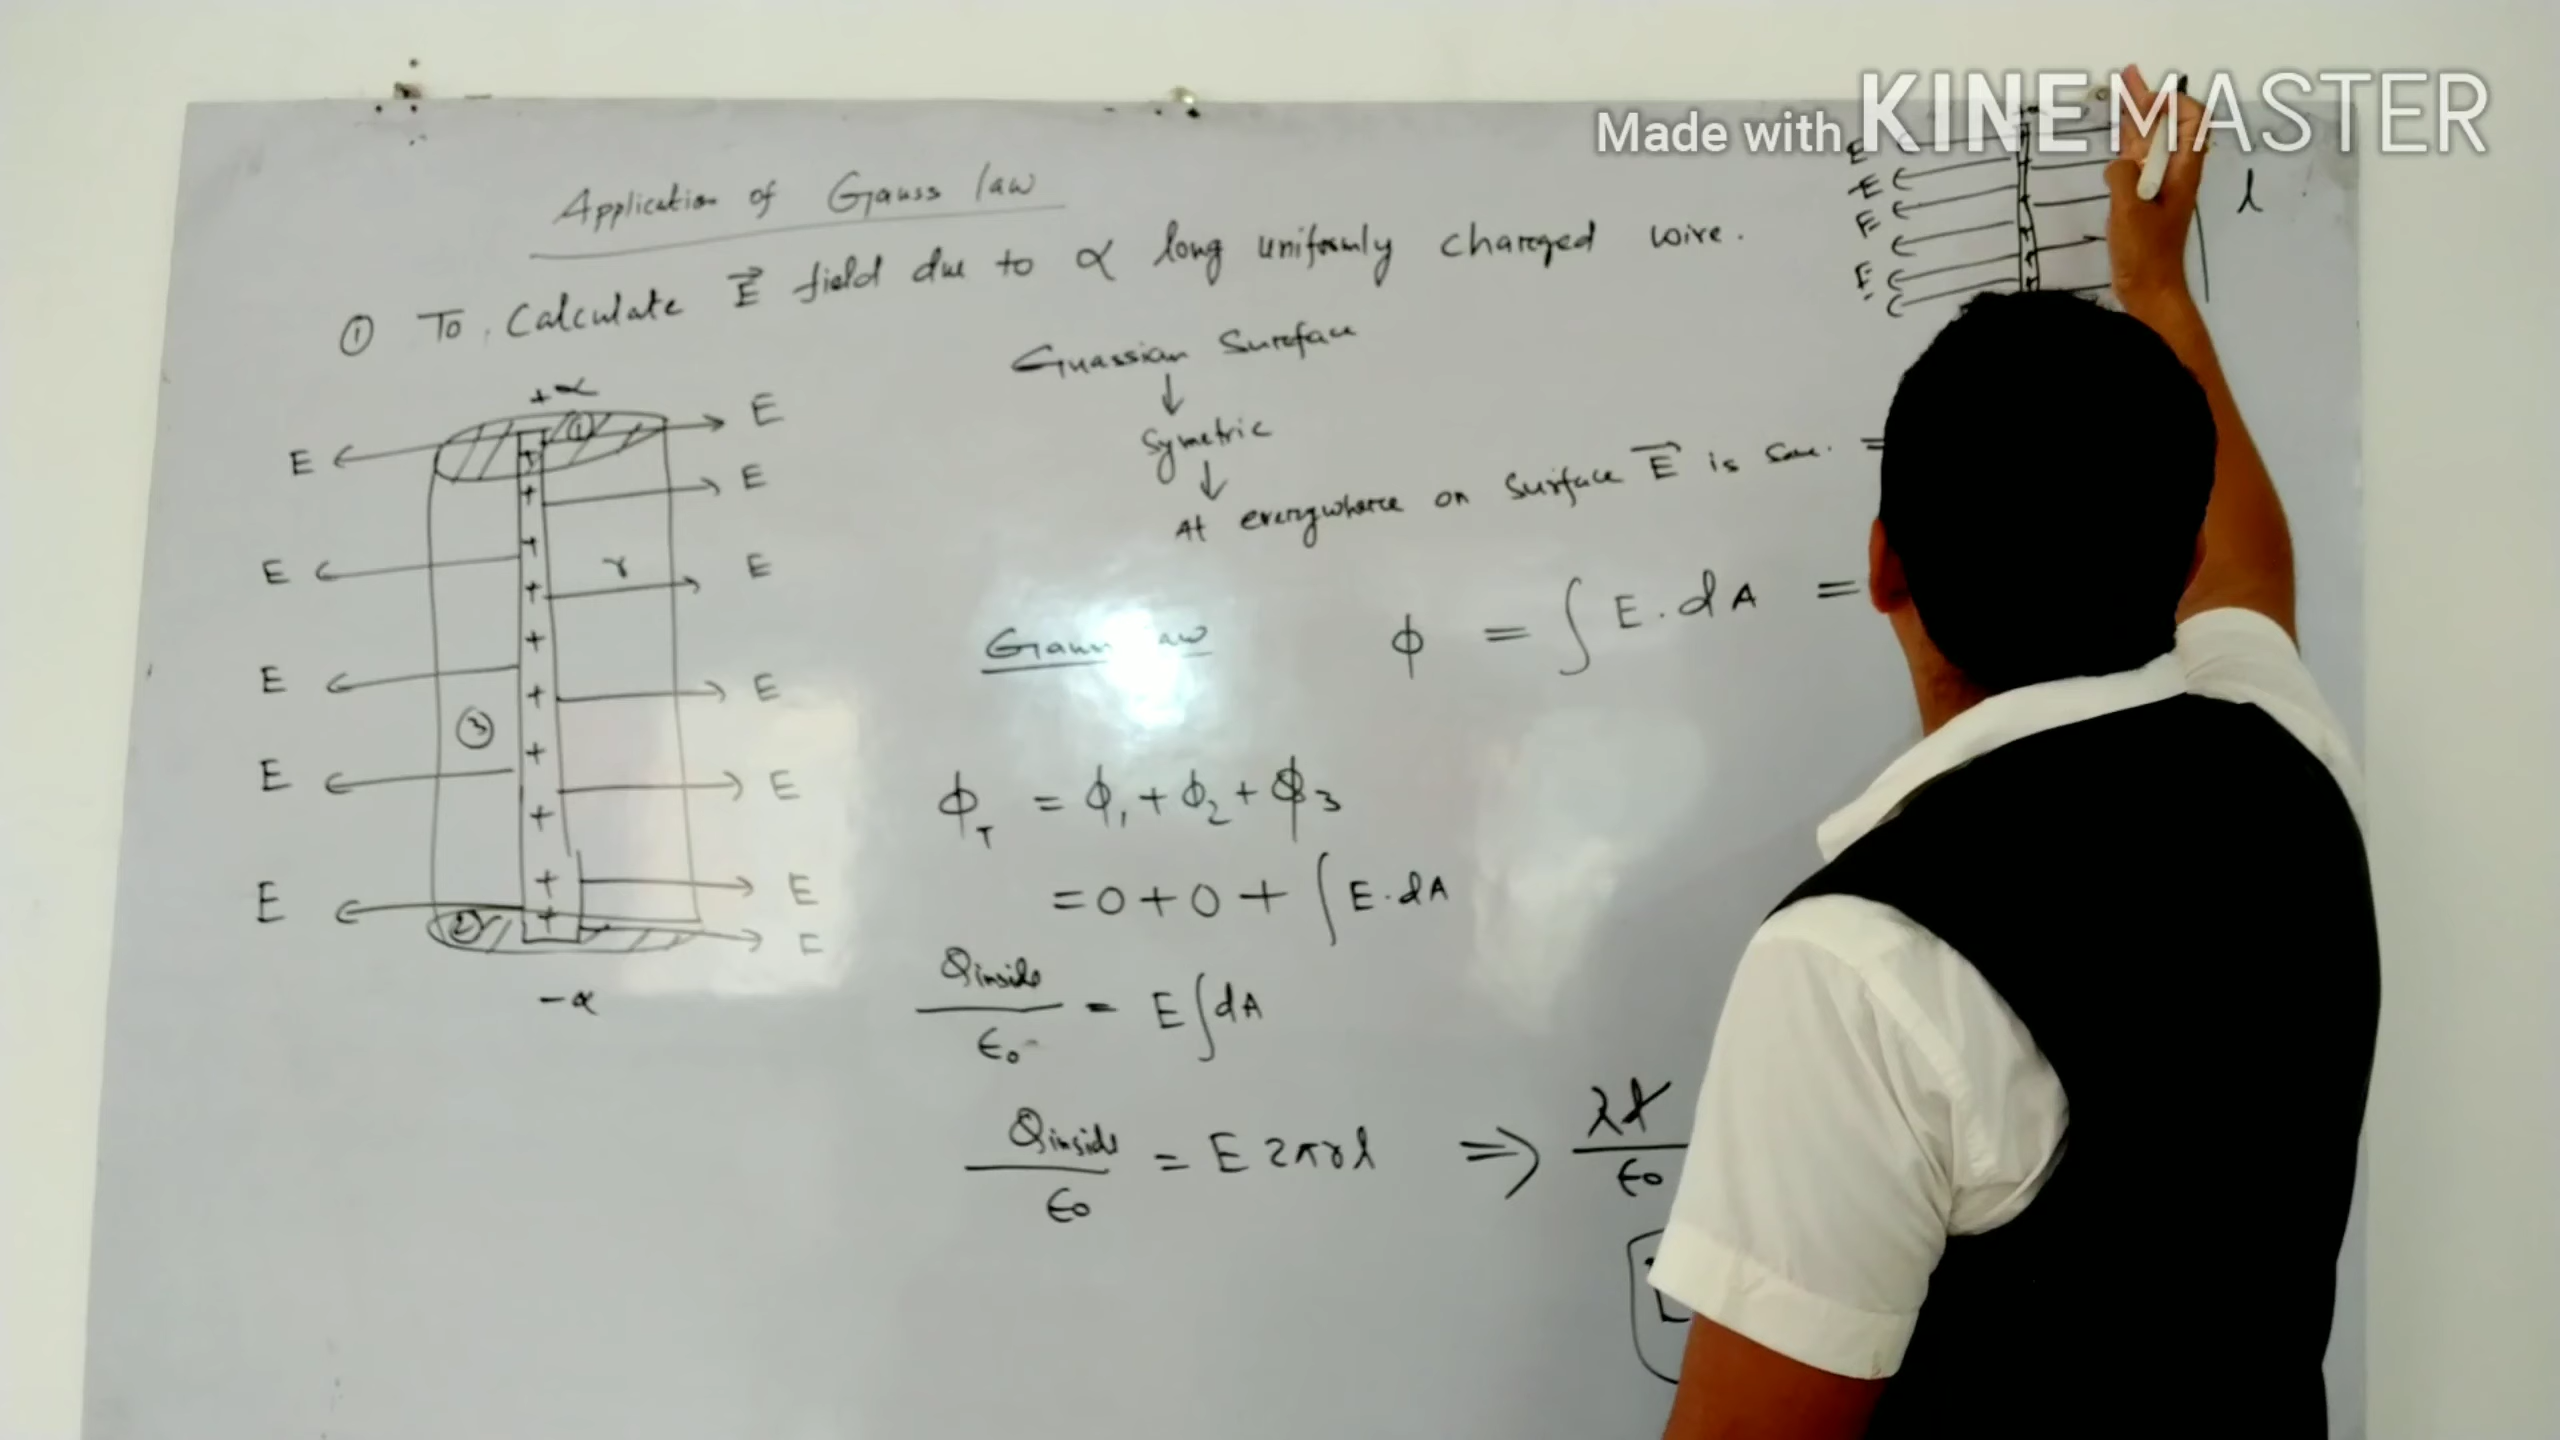 Made with KINEMASTER
Application of Gauss law
① To Calculate E⃗ field due to α long uniformly charged wire.
Guassian Surface
↓
Symetric
↓
At everywhere on Surface E⃗ is same. =
+α
①
E E
E
E r E
E E
③
E E
E E
② E
-α
+ + + + + + + + + +
E
E
E
E
l
ϕ = ∫ E . dA =
ϕT = ϕ1 + ϕ2 + ϕ3
= 0 + 0 + ∫ E . dA
Qinside / ϵ0 = E ∫ dA
Qinside / ϵ0 = E 2πrl ⇒ λl / ϵ0